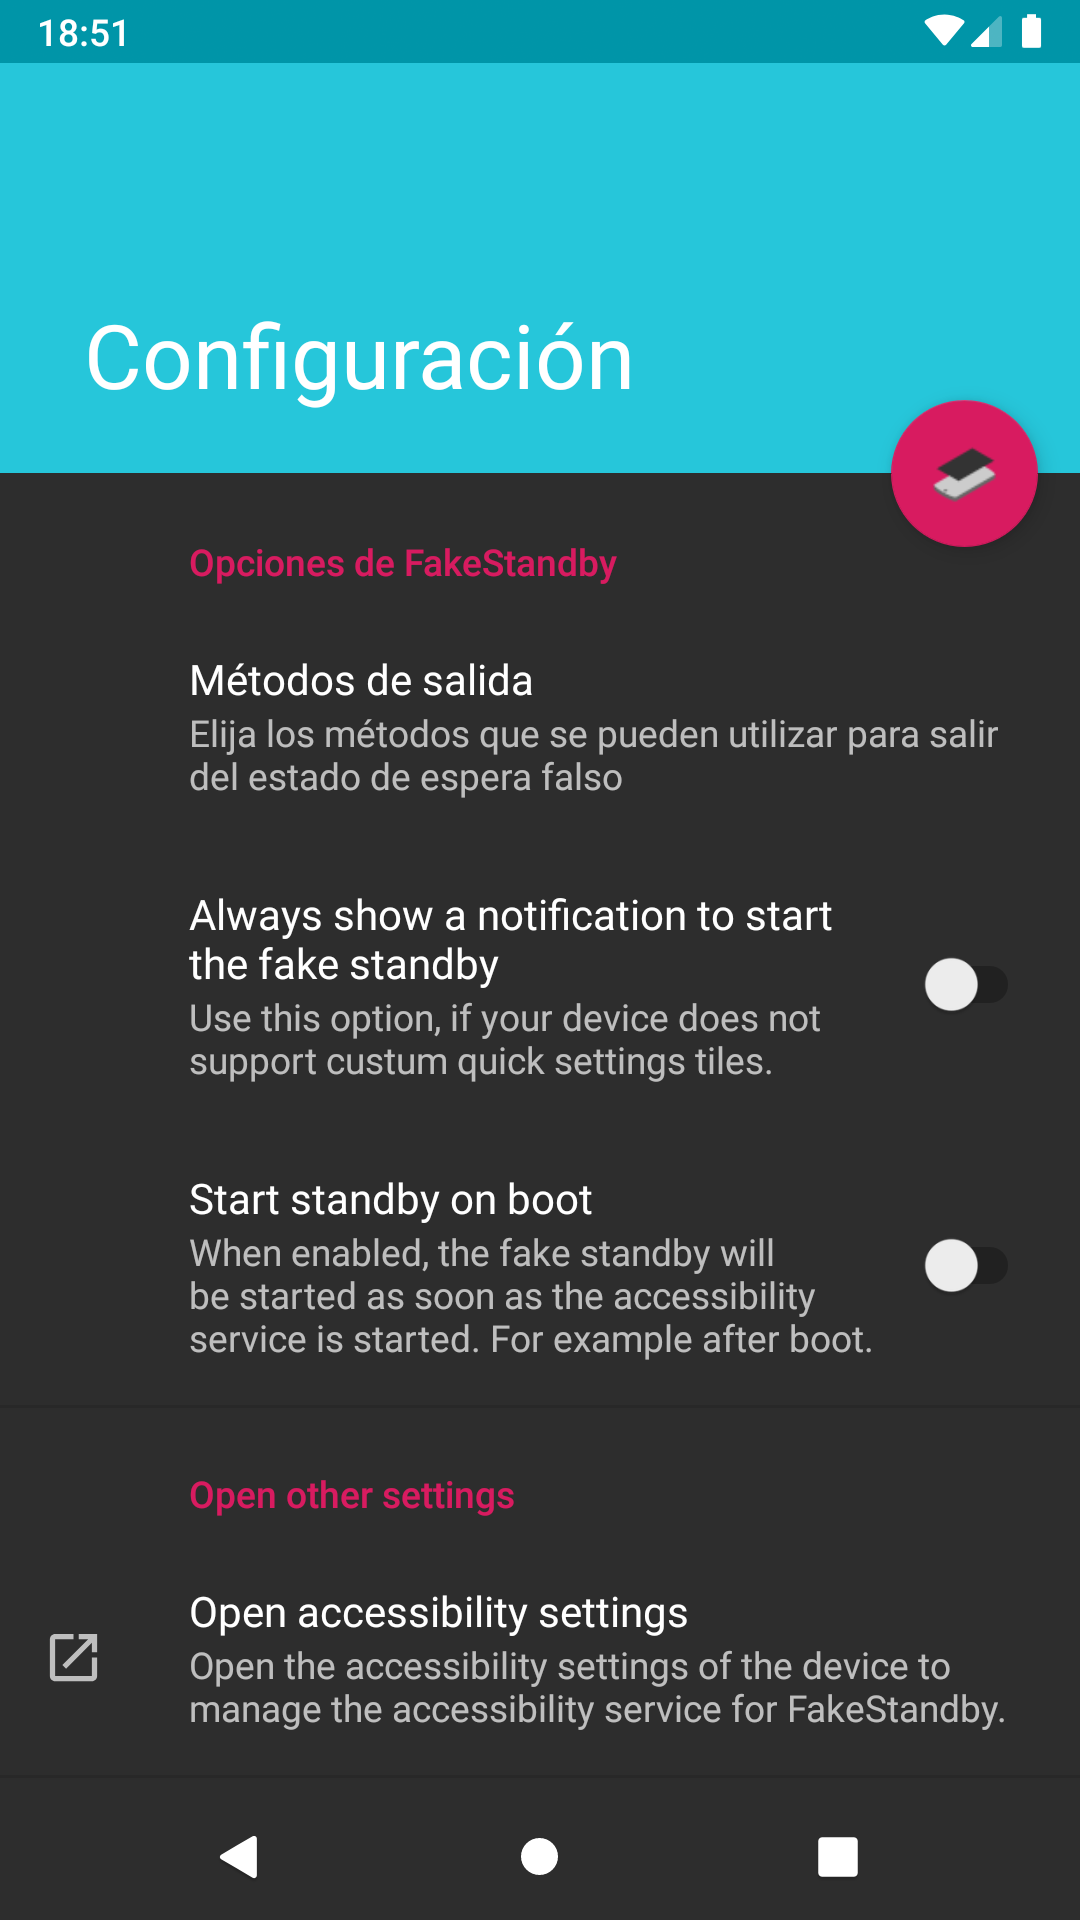 18:51
Configuración
Opciones de FakeStandby
Métodos de salida
Elija los métodos que se pueden utilizar para salir
del estado de espera falso
Always show a notification to start
the fake standby
Use this option, if your device does not
support custum quick settings tiles.
Start standby on boot
When enabled, the fake standby will
be started as soon as the accessibility
service is started. For example after boot.
Open other settings
Open accessibility settings
Open the accessibility settings of the device to
manage the accessibility service for FakeStandby.